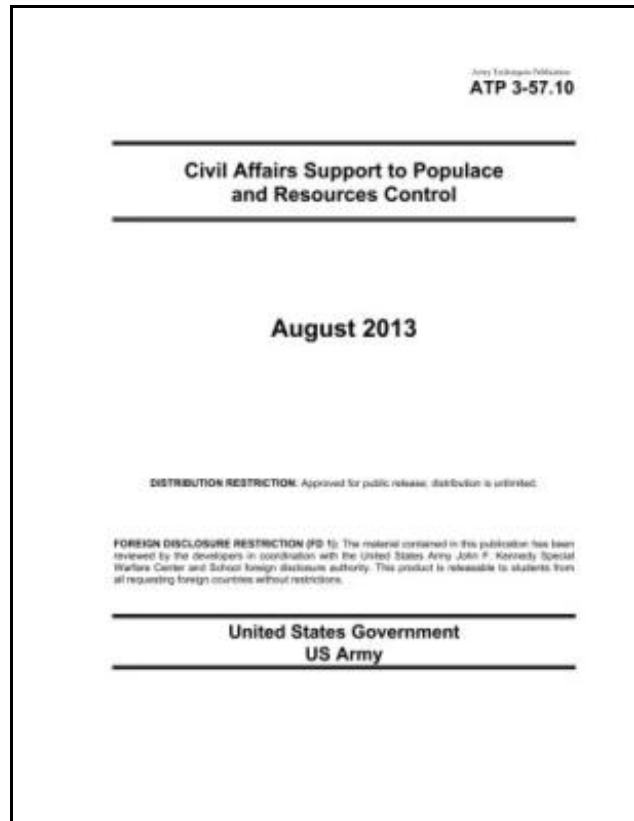 Army Techniques Publication
ATP 3-57.10
Civil Affairs Support to Populace
and Resources Control
August 2013
DISTRIBUTION RESTRICTION: Approved for public release; distribution is unlimited.
FOREIGN DISCLOSURE RESTRICTION (FD 1): The material contained in this publication has been
reviewed by the developers in coordination with the United States Army John F. Kennedy Special
Warfare Center and School foreign disclosure authority. This product is releasable to students from
all requesting foreign countries without restrictions.
United States Government
US Army